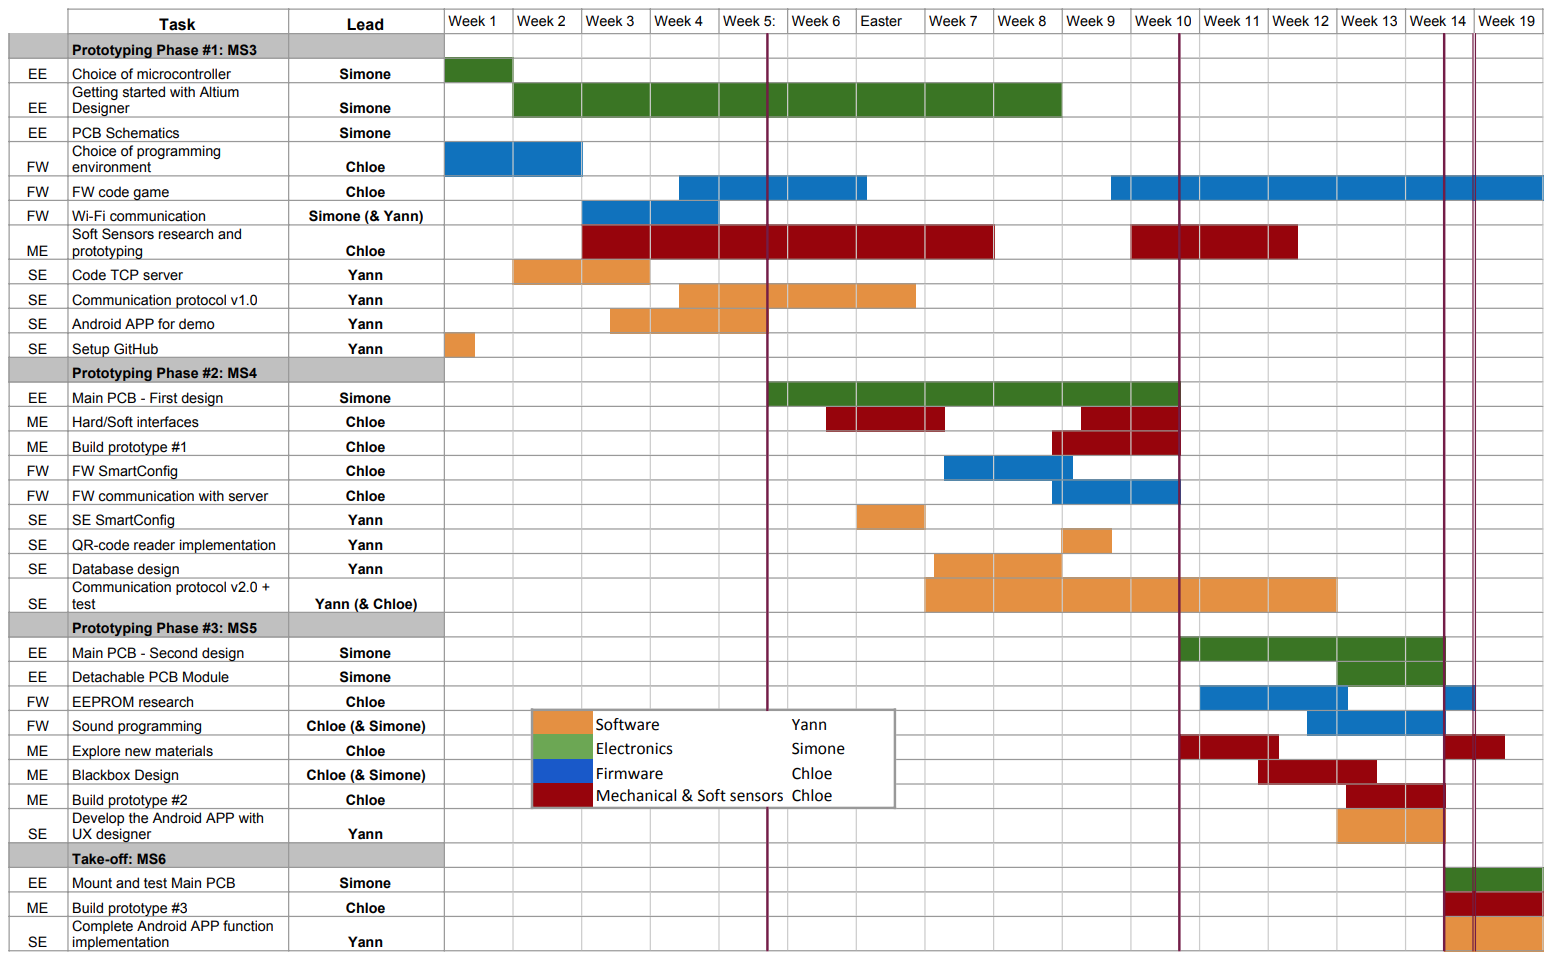 Task Lead Week 1 Week 2 Week 3 Week 4 Week 5: Week 6 Easter Week 7 Week 8 Week 9 Week 10 Week 11 Week 12 Week 13 Week 14 Week 19
Prototyping Phase #1: MS3
EE Choice of microcontroller Simone
Getting started with Altium
EE Designer Simone
EE PCB Schematics Simone
Choice of programming
FW environment Chloe
FW FW code game Chloe
FW Wi-Fi communication Simone (& Yann)
Soft Sensors research and
ME prototyping Chloe
SE Code TCP server Yann
SE Communication protocol v1.0 Yann
SE Android APP for demo Yann
SE Setup GitHub Yann
Prototyping Phase #2: MS4
EE Main PCB - First design Simone
ME Hard/Soft interfaces Chloe
ME Build prototype #1 Chloe
FW FW SmartConfig Chloe
FW FW communication with server Chloe
SE SE SmartConfig Yann
SE QR-code reader implementation Yann
SE Database design Yann
Communication protocol v2.0 +
SE test Yann (& Chloe)
Prototyping Phase #3: MS5
EE Main PCB - Second design Simone
EE Detachable PCB Module Simone
FW EEPROM research Chloe
FW Sound programming Chloe (& Simone)
ME Explore new materials Chloe
ME Blackbox Design Chloe (& Simone)
ME Build prototype #2 Chloe
Develop the Android APP with
SE UX designer Yann
Take-off: MS6
EE Mount and test Main PCB Simone
ME Build prototype #3 Chloe
Complete Android APP function
SE implementation Yann
Software Yann
Electronics Simone
Firmware Chloe
Mechanical & Soft sensors Chloe